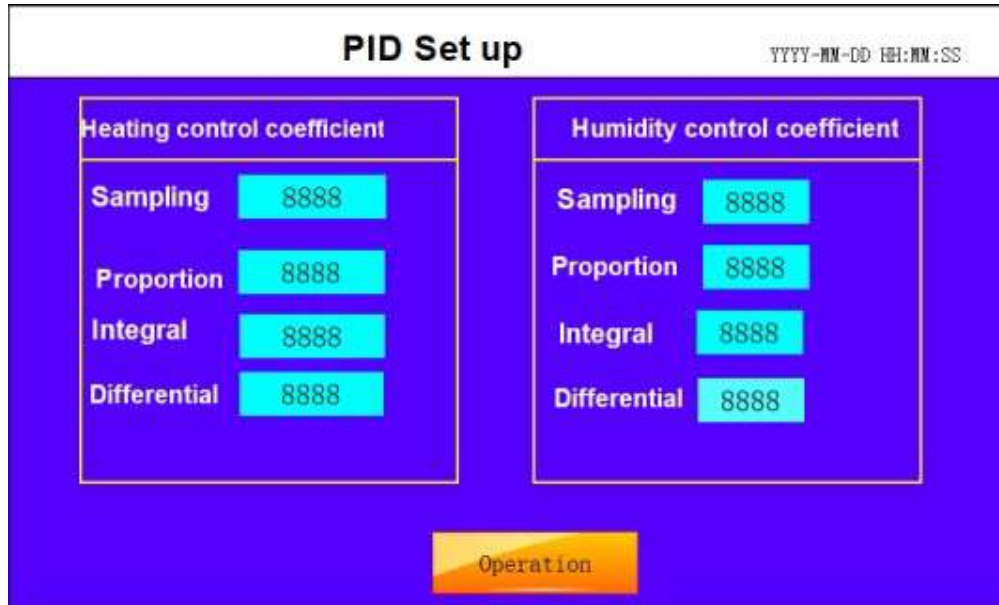 PID Set up
YYYY-MM-DD HH:MM:SS
Heating control coefficient
Sampling 8888
Proportion 8888
Integral 8888
Differential 8888
Humidity control coefficient
Sampling 8888
Proportion 8888
Integral 8888
Differential 8888
Operation